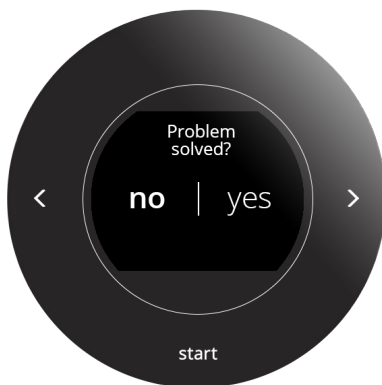 Problem
solved?
no | yes
< >
start